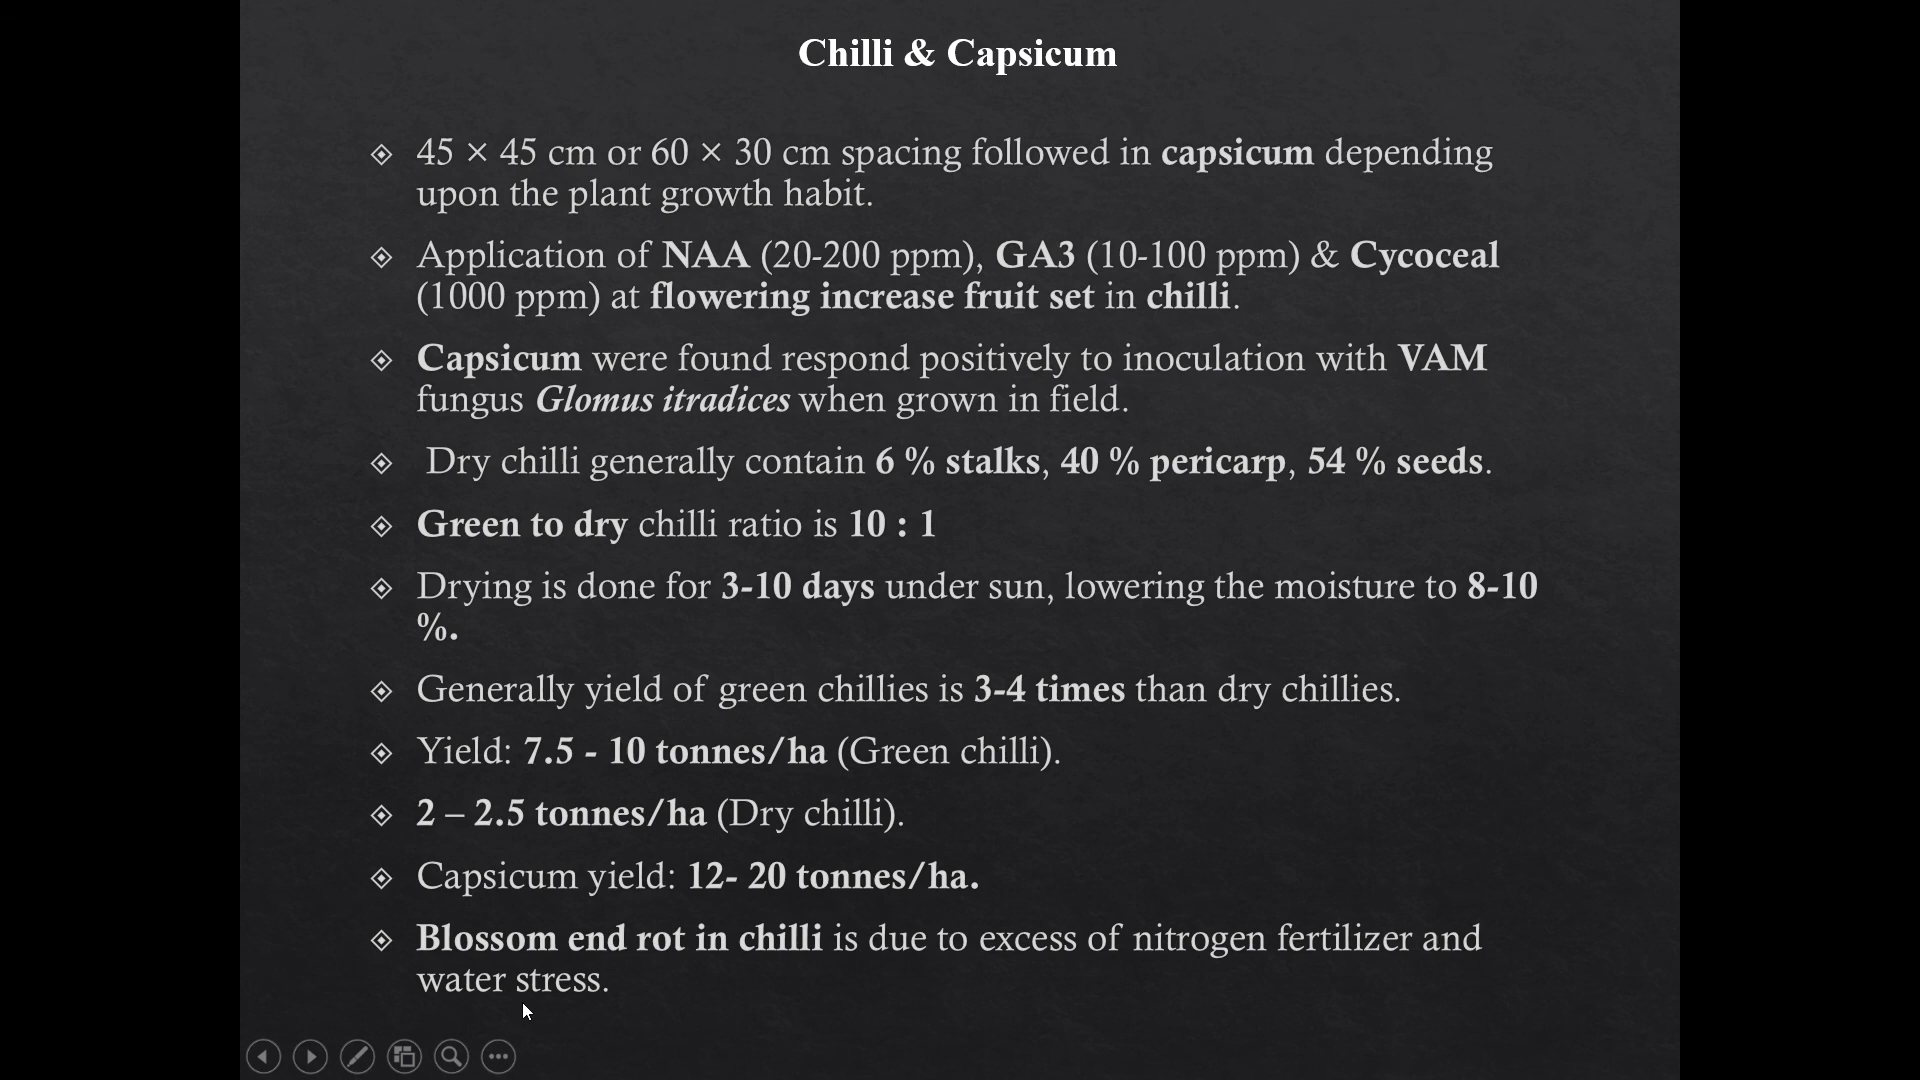 Chilli & Capsicum
45 × 45 cm or 60 × 30 cm spacing followed in capsicum depending
upon the plant growth habit.
Application of NAA (20-200 ppm), GA3 (10-100 ppm) & Cycoceal
(1000 ppm) at flowering increase fruit set in chilli.
Capsicum were found respond positively to inoculation with VAM
fungus Glomus itradices when grown in field.
Dry chilli generally contain 6 % stalks, 40 % pericarp, 54 % seeds.
Green to dry chilli ratio is 10 : 1
Drying is done for 3-10 days under sun, lowering the moisture to 8-10
%.
Generally yield of green chillies is 3-4 times than dry chillies.
Yield: 7.5 - 10 tonnes/ha (Green chilli).
2 – 2.5 tonnes/ha (Dry chilli).
Capsicum yield: 12- 20 tonnes/ha.
Blossom end rot in chilli is due to excess of nitrogen fertilizer and
water stress.